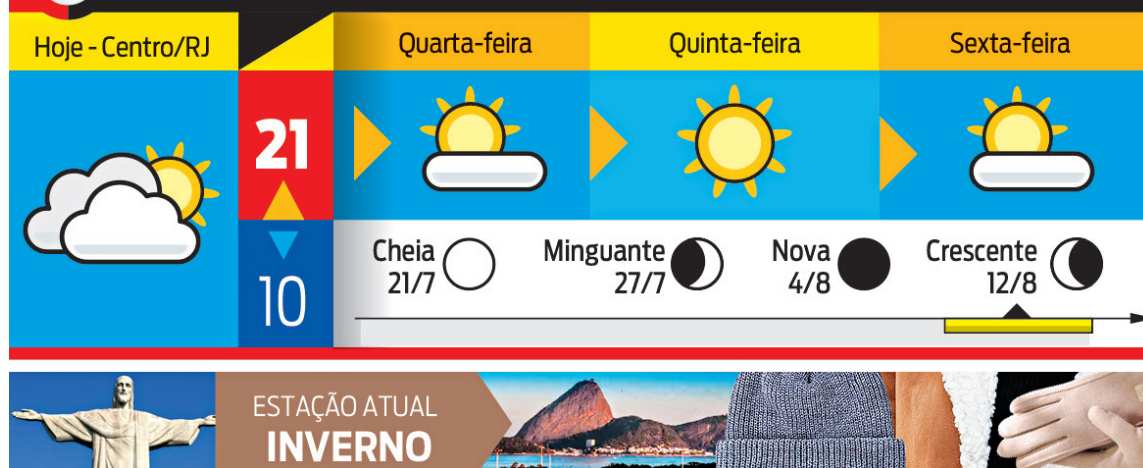 Hoje - Centro/RJ
Quarta-feira
Quinta-feira
Sexta-feira
21
10
Cheia
21/7
Minguante
27/7
Nova
4/8
Crescente
12/8
ESTAÇÃO ATUAL
INVERNO